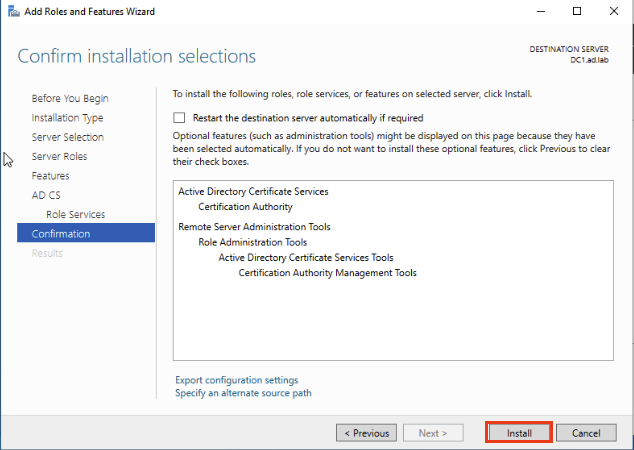 Add Roles and Features Wizard
Confirm installation selections
DESTINATION SERVER
DC1.ad.lab
Before You Begin
Installation Type
Server Selection
Server Roles
Features
AD CS
Role Services
Confirmation
Results
To install the following roles, role services, or features on selected server, click Install.
Restart the destination server automatically if required
Optional features (such as administration tools) might be displayed on this page because they have
been selected automatically. If you do not want to install these optional features, click Previous to clear
their check boxes.
Active Directory Certificate Services
Certification Authority
Remote Server Administration Tools
Role Administration Tools
Active Directory Certificate Services Tools
Certification Authority Management Tools
Export configuration settings
Specify an alternate source path
< Previous
Next >
Install
Cancel